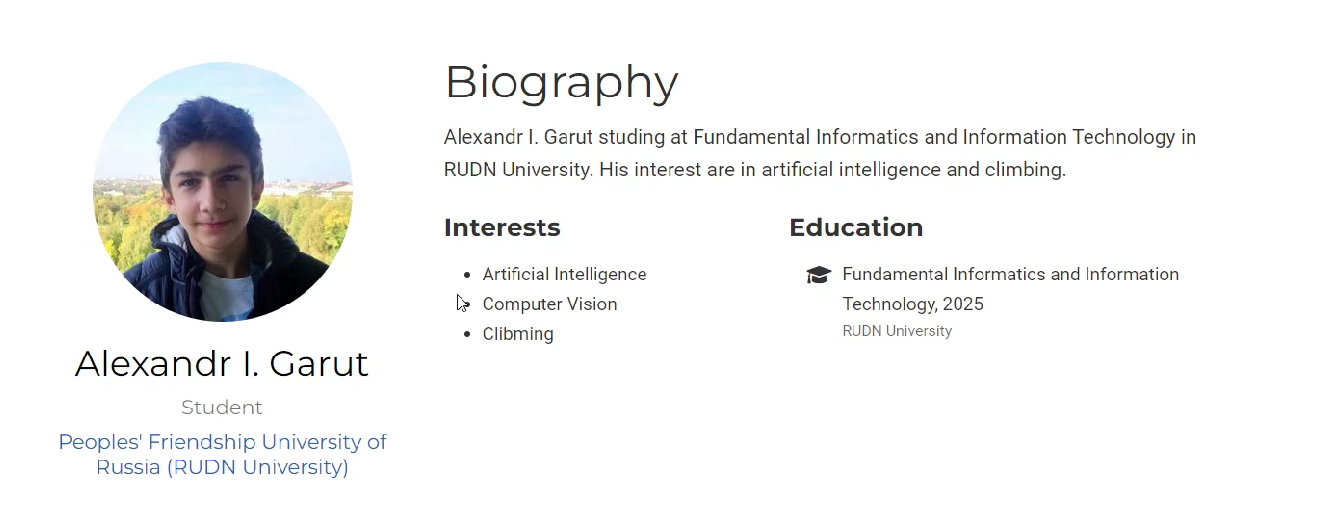 Biography
Alexandr I. Garut studing at Fundamental Informatics and Information Technology in
RUDN University. His interest are in artificial intelligence and climbing.
Interests
Artificial Intelligence
Computer Vision
Clibming
Education
Fundamental Informatics and Information
Technology, 2025
RUDN University
Alexandr I. Garut
Student
Peoples' Friendship University of
Russia (RUDN University)